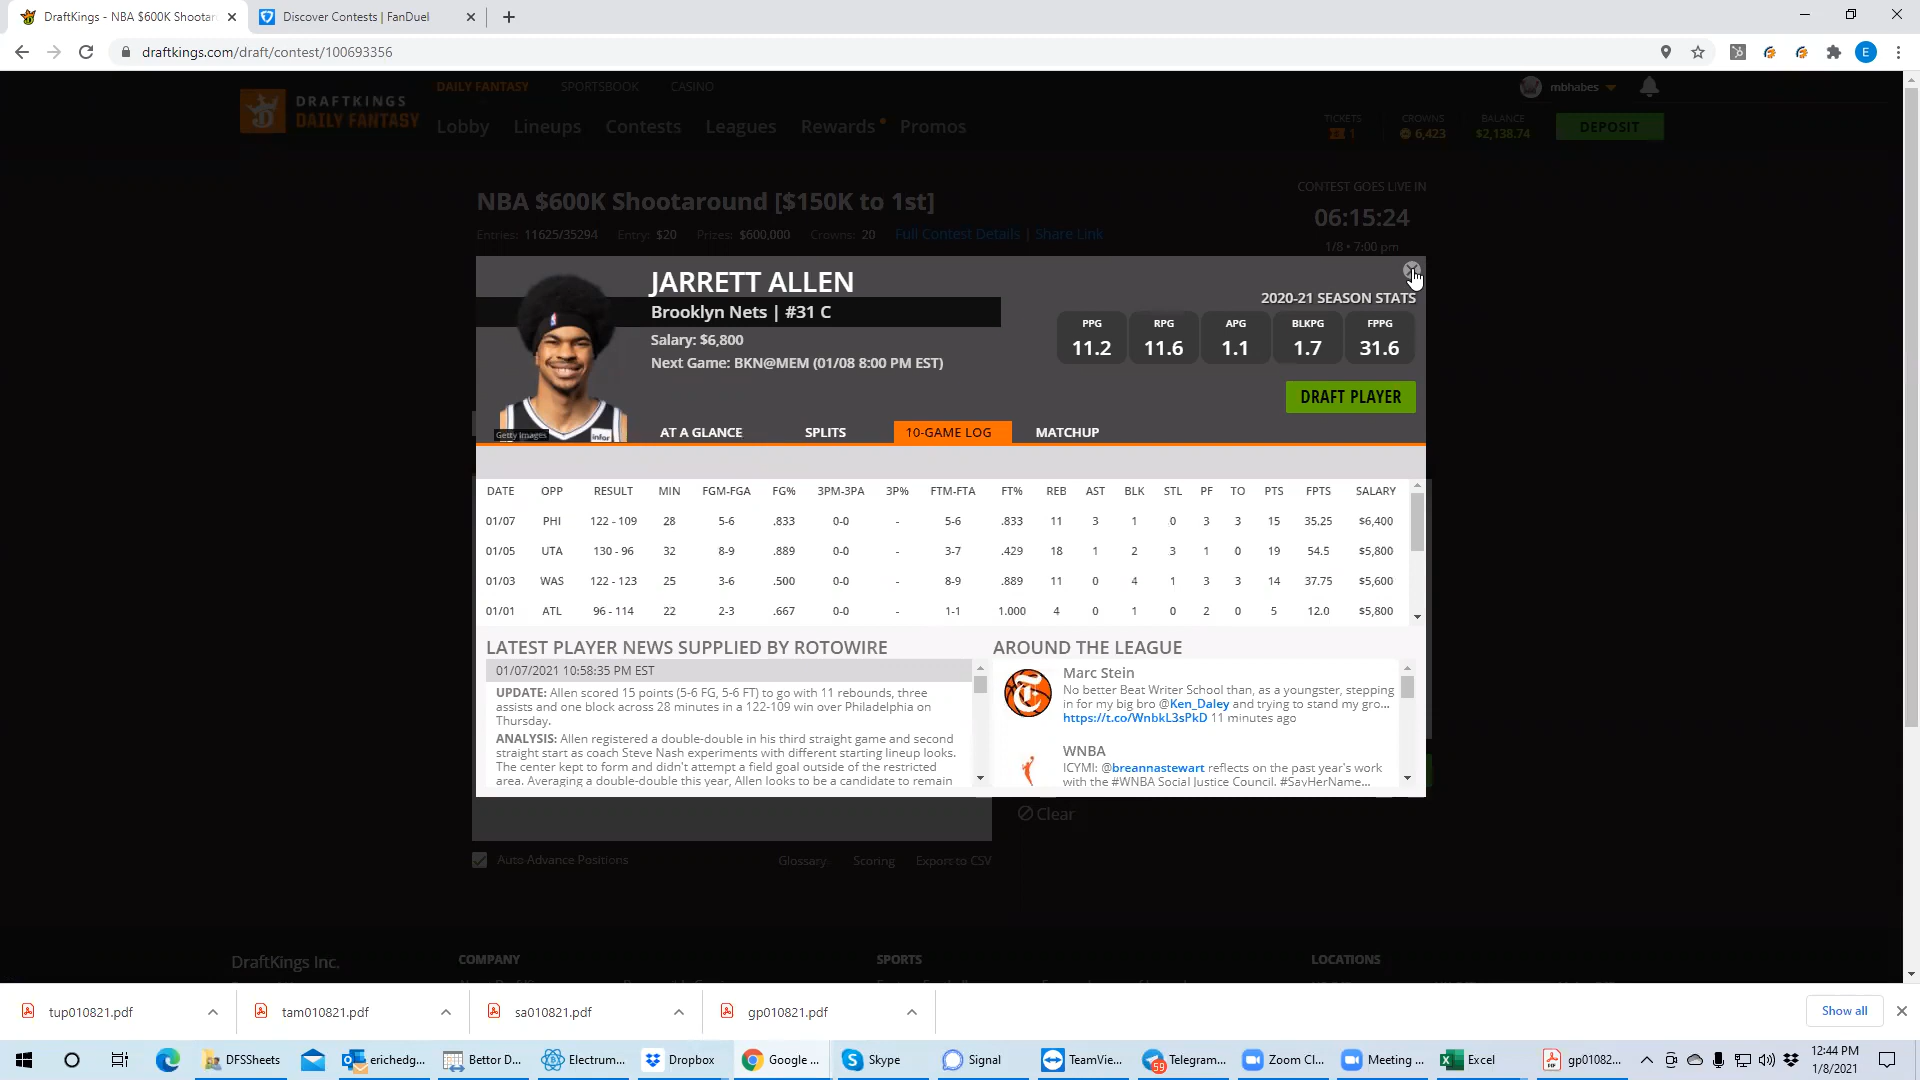 DraftKings - NBA $600K Shootarou
Discover Contests | FanDuel
draftkings.com/draft/contest/100693356
E
DRAFTKINGS
DAILY FANTASY
DAILY FANTASY SPORTSBOOK CASINO
mbhabes
Lobby Lineups Contests Leagues Rewards Promos
TICKETS 1
CROWNS 6,423
BALANCE $2,138.74
DEPOSIT
NBA $600K Shootaround [$150K to 1st]
Entries: 11625/35294 Entry: $20 Prizes: $600,000 Crowns: 20 Full Contest Details | Share Link
CONTEST GOES LIVE IN
06:15:24
1/8 • 7:00 pm
JARRETT ALLEN
Brooklyn Nets | #31 C
Salary: $6,800
Next Game: BKN@MEM (01/08 8:00 PM EST)
Getty Images
2020-21 SEASON STATS
PPG RPG APG BLKPG FPPG
11.2 11.6 1.1 1.7 31.6
DRAFT PLAYER
AT A GLANCE SPLITS 10-GAME LOG MATCHUP
DATE OPP RESULT MIN FGM-FGA FG% 3PM-3PA 3P% FTM-FTA FT% REB AST BLK STL PF TO PTS FPTS SALARY
01/07 PHI 122 - 109 28 5-6 .833 0-0 - 5-6 .833 11 3 1 0 3 3 15 35.25 $6,400
01/05 UTA 130 - 96 32 8-9 .889 0-0 - 3-7 .429 18 1 2 3 1 0 19 54.5 $5,800
01/03 WAS 122 - 123 25 3-6 .500 0-0 - 8-9 .889 11 0 4 1 3 3 14 37.75 $5,600
01/01 ATL 96 - 114 22 2-3 .667 0-0 - 1-1 1.000 4 0 1 0 2 0 5 12.0 $5,800
LATEST PLAYER NEWS SUPPLIED BY ROTOWIRE
01/07/2021 10:58:35 PM EST
UPDATE: Allen scored 15 points (5-6 FG, 5-6 FT) to go with 11 rebounds, three
assists and one block across 28 minutes in a 122-109 win over Philadelphia on
Thursday.
ANALYSIS: Allen registered a double-double in his third straight game and second
straight start as coach Steve Nash experiments with different starting lineup looks.
The center kept to form and didn't attempt a field goal outside of the restricted
area. Averaging a double-double this year, Allen looks to be a candidate to remain
AROUND THE LEAGUE
Marc Stein
No better Beat Writer School than, as a youngster, stepping
in for my big bro @Ken_Daley and trying to stand my gro...
https://t.co/WnbkL3sPkD 11 minutes ago
WNBA
ICYMI: @breannastewart reflects on the past year's work
with the #WNBA Social Justice Council. #SayHerName...
Clear
Auto Advance Positions
Glossary Scoring Export to CSV
DraftKings Inc.
COMPANY
SPORTS
LOCATIONS
tup010821.pdf
tam010821.pdf
sa010821.pdf
gp010821.pdf
Show all
DFSSheets
erichedg...
Bettor D...
Electrum...
Dropbox
Google ...
Skype
Signal
TeamVie...
59
Telegram...
Zoom Cl...
Meeting ...
Excel
gp01082...
12:44 PM
1/8/2021